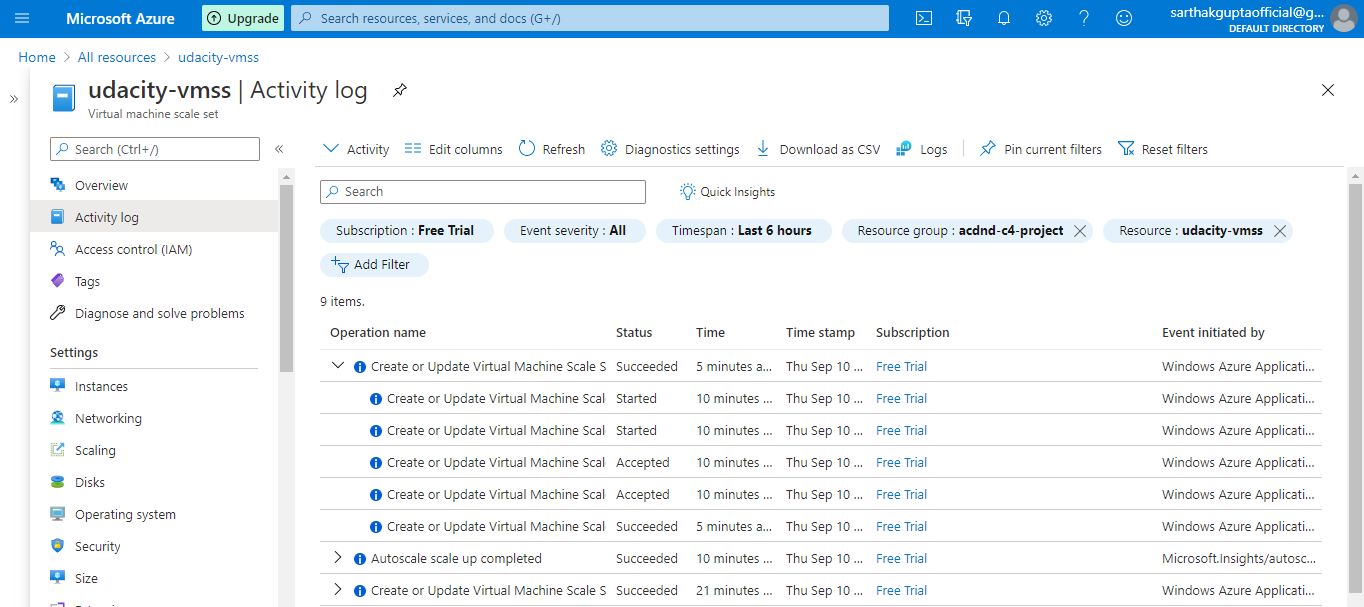 Microsoft Azure Upgrade Search resources, services, and docs (G+/) sarthakguptaofficial@g...
DEFAULT DIRECTORY
Home > All resources > udacity-vmss
udacity-vmss | Activity log
Virtual machine scale set
Search (Ctrl+/) «
Overview
Activity log
Access control (IAM)
Tags
Diagnose and solve problems
Settings
Instances
Networking
Scaling
Disks
Operating system
Security
Size
Activity Edit columns Refresh Diagnostics settings Download as CSV Logs Pin current filters Reset filters
Search Quick Insights
Subscription : Free Trial Event severity : All Timespan : Last 6 hours Resource group : acdnd-c4-project Resource : udacity-vmss
Add Filter
9 items.
Operation name Status Time Time stamp Subscription Event initiated by
Create or Update Virtual Machine Scale S Succeeded 5 minutes a... Thu Sep 10 ... Free Trial Windows Azure Applicati...
Create or Update Virtual Machine Scal Started 10 minutes ... Thu Sep 10 ... Free Trial Windows Azure Applicati...
Create or Update Virtual Machine Scal Started 10 minutes ... Thu Sep 10 ... Free Trial Windows Azure Applicati...
Create or Update Virtual Machine Scal Accepted 10 minutes ... Thu Sep 10 ... Free Trial Windows Azure Applicati...
Create or Update Virtual Machine Scal Accepted 10 minutes ... Thu Sep 10 ... Free Trial Windows Azure Applicati...
Create or Update Virtual Machine Scal Succeeded 5 minutes a... Thu Sep 10 ... Free Trial Windows Azure Applicati...
Autoscale scale up completed Succeeded 10 minutes ... Thu Sep 10 ... Free Trial Microsoft.Insights/autosc...
Create or Update Virtual Machine Scale S Succeeded 21 minutes ... Thu Sep 10 ... Free Trial Windows Azure Applicati...